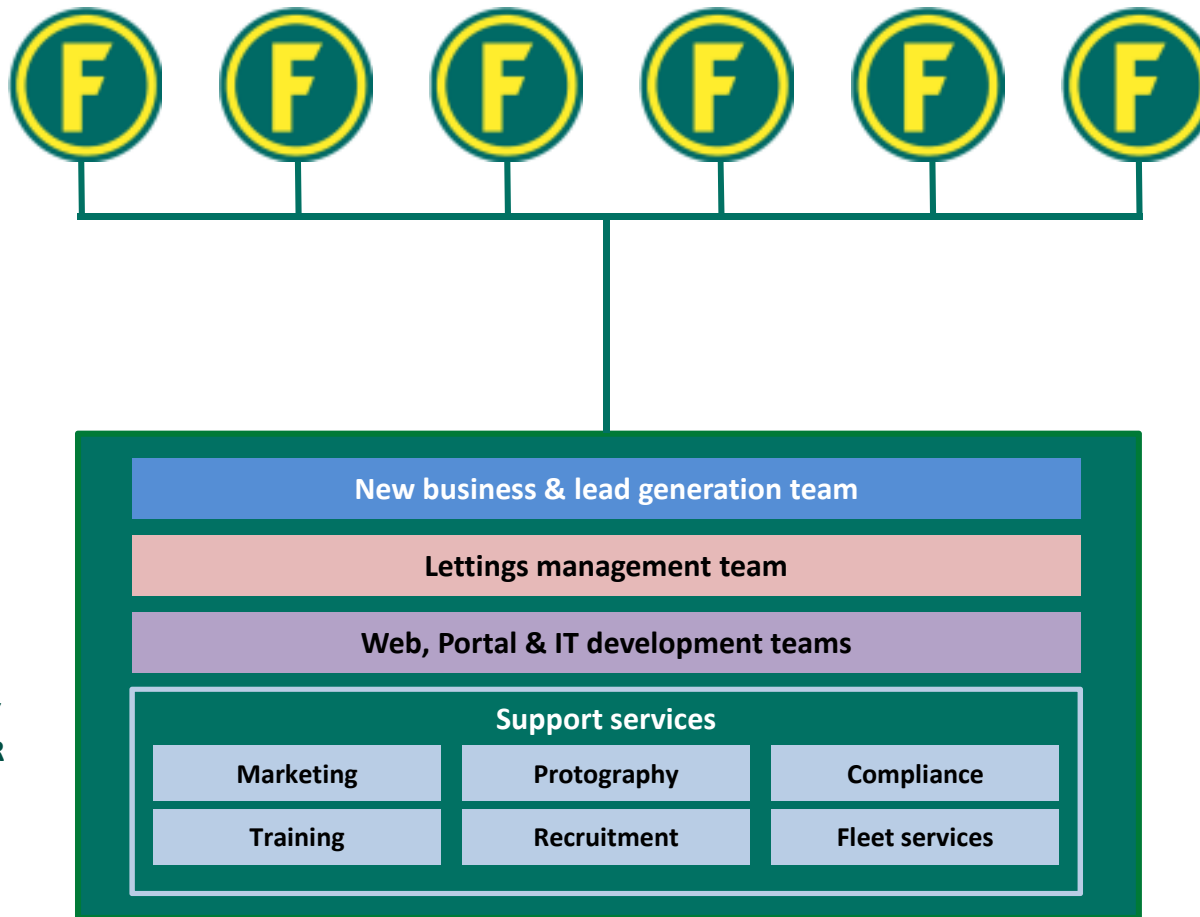 F F F F F F
New business & lead generation team
Lettings management team
Web, Portal & IT development teams
Support services
R
Marketing Protography Compliance
Training Recruitment Fleet services